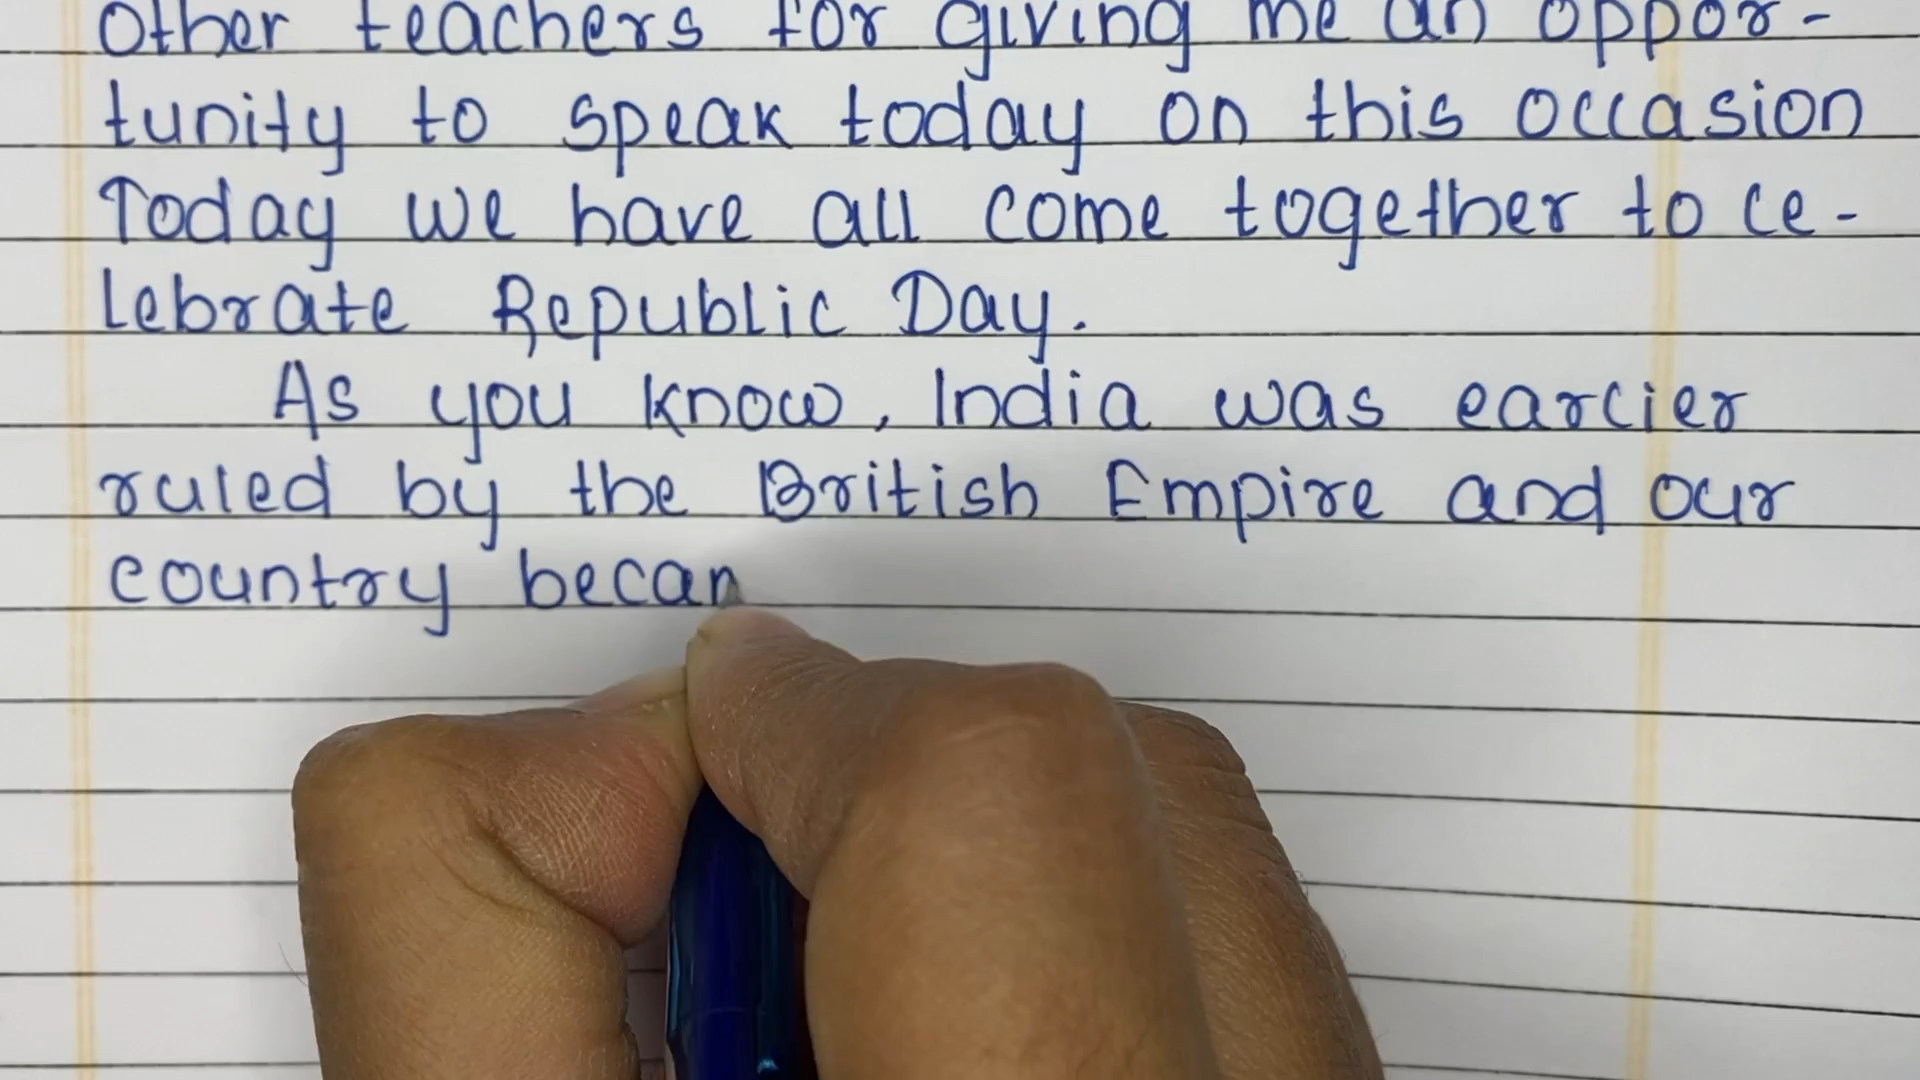 Other teachers for giving me an oppor-
tunity to speak today on this occasion
Today we have all come together to ce-
lebrate Republic Day.
As you know, India was earcier
ruled by the British Empire and our
country becam